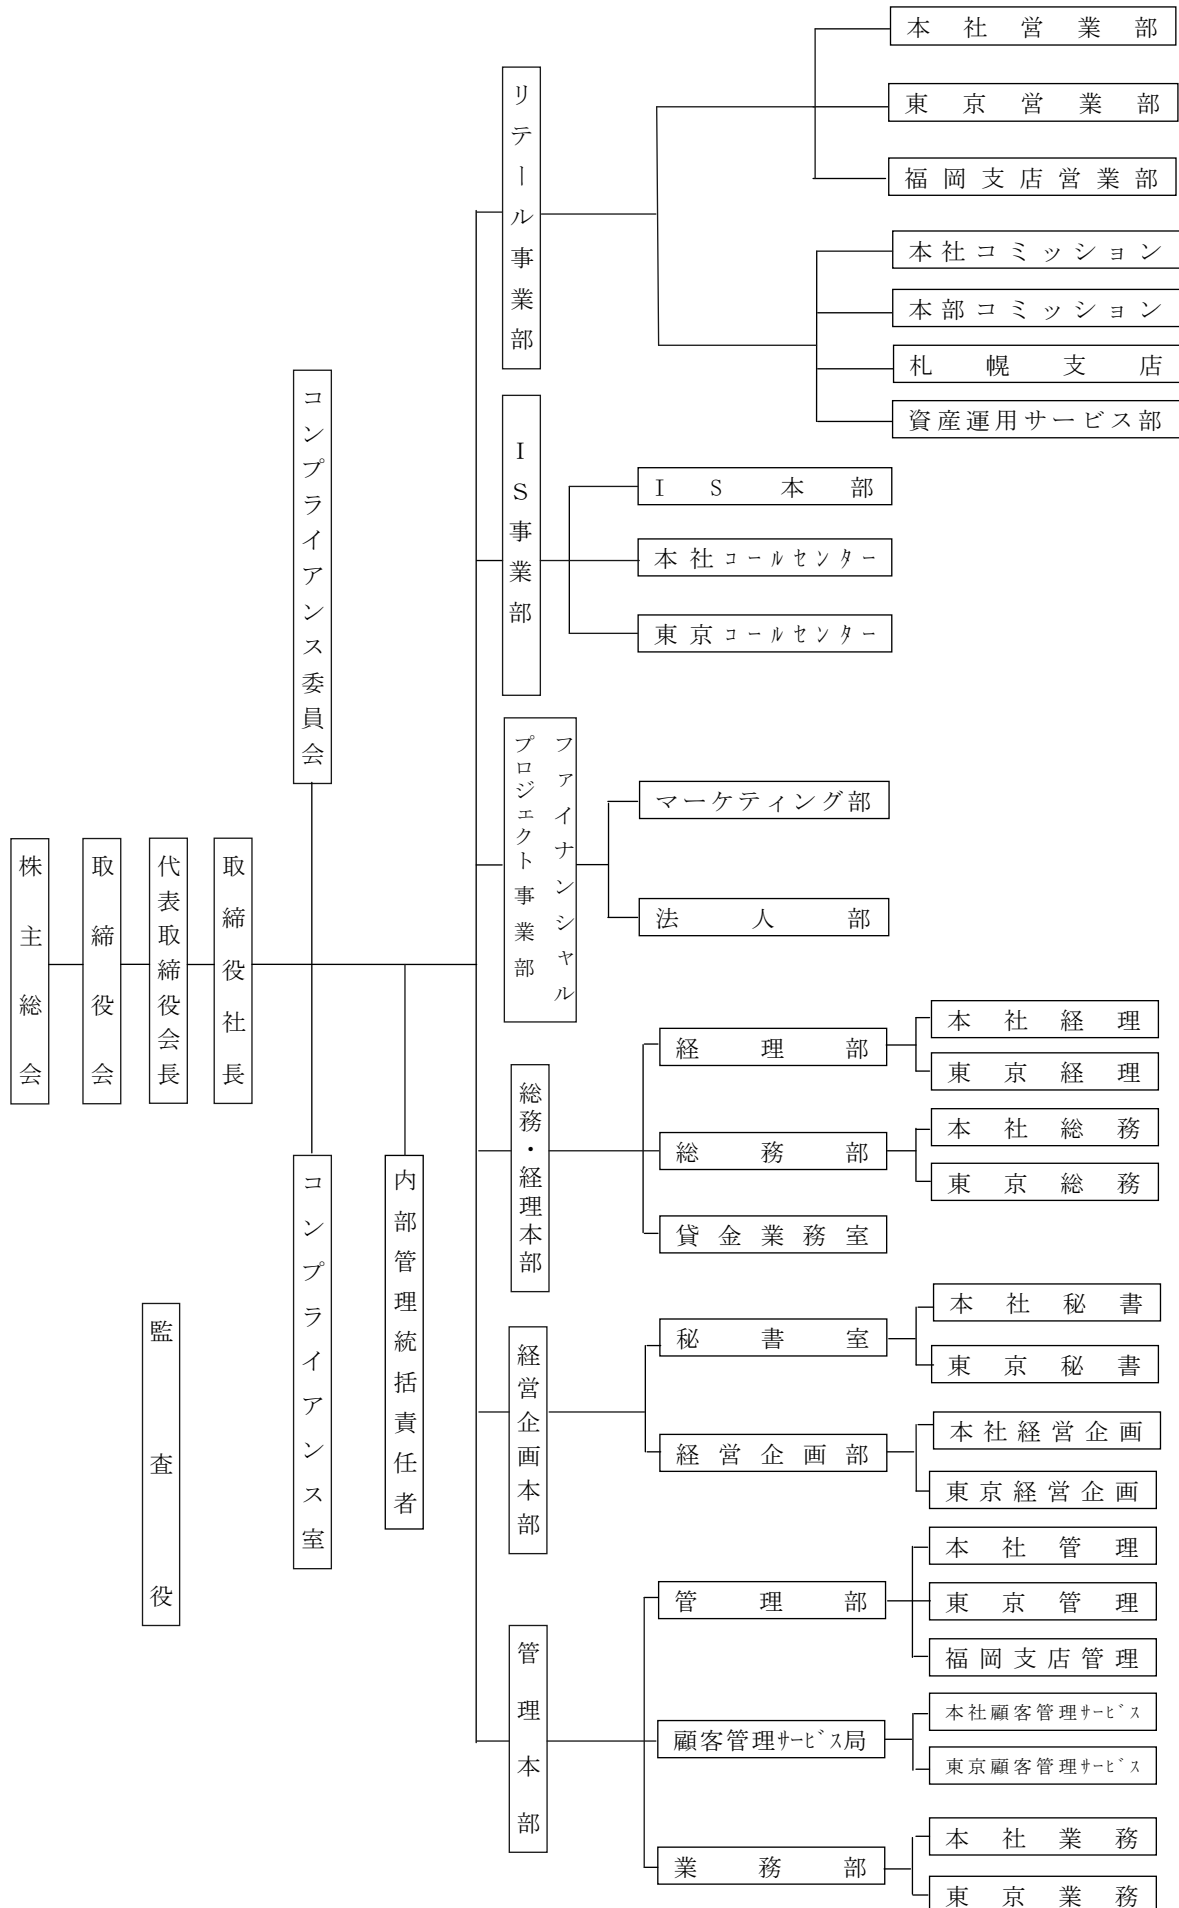 株主総会
取締役会
代表取締役会長
取締役社長
監査役
コンプライアンス委員会
コンプライアンス室
内部管理統括責任者
リテール事業部
本社営業部
東京営業部
福岡支店営業部
本社コミッション
本部コミッション
札幌支店
資産運用サービス部
IS事業部
IS本部
本社コールセンター
東京コールセンター
ファイナンシャル
プロジェクト事業部
マーケティング部
法人部
総務・経理本部
経理部
本社経理
東京経理
総務部
本社総務
東京総務
貸金業務室
経営企画本部
秘書室
本社秘書
東京秘書
経営企画部
本社経営企画
東京経営企画
管理本部
管理部
本社管理
東京管理
福岡支店管理
顧客管理ｻｰﾋﾞｽ局
本社顧客管理ｻｰﾋﾞｽ
東京顧客管理ｻｰﾋﾞｽ
業務部
本社業務
東京業務